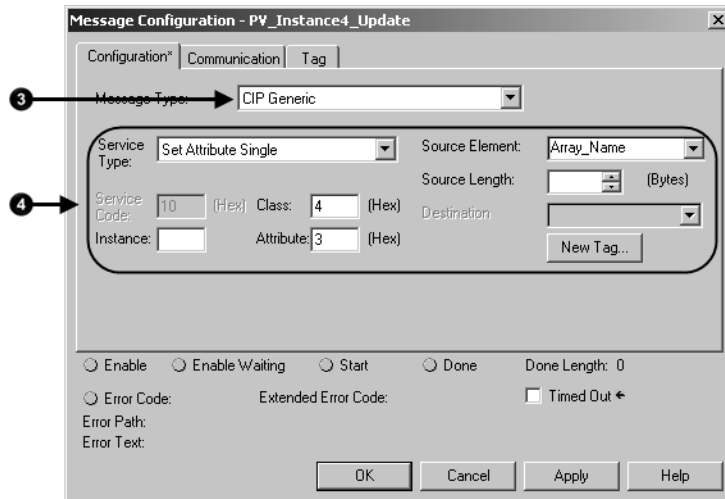 Message Configuration - PV_Instance4_Update
Configuration* Communication Tag
3 Message Type: CIP Generic
Service Type: Set Attribute Single Source Element: Array_Name
Source Length: (Bytes)
4 Service Code: 10 (Hex) Class: 4 (Hex) Destination
Instance: Attribute: 3 (Hex) New Tag...
Enable Enable Waiting Start Done Done Length: 0
Error Code: Extended Error Code: Timed Out ←
Error Path:
Error Text:
OK Cancel Apply Help